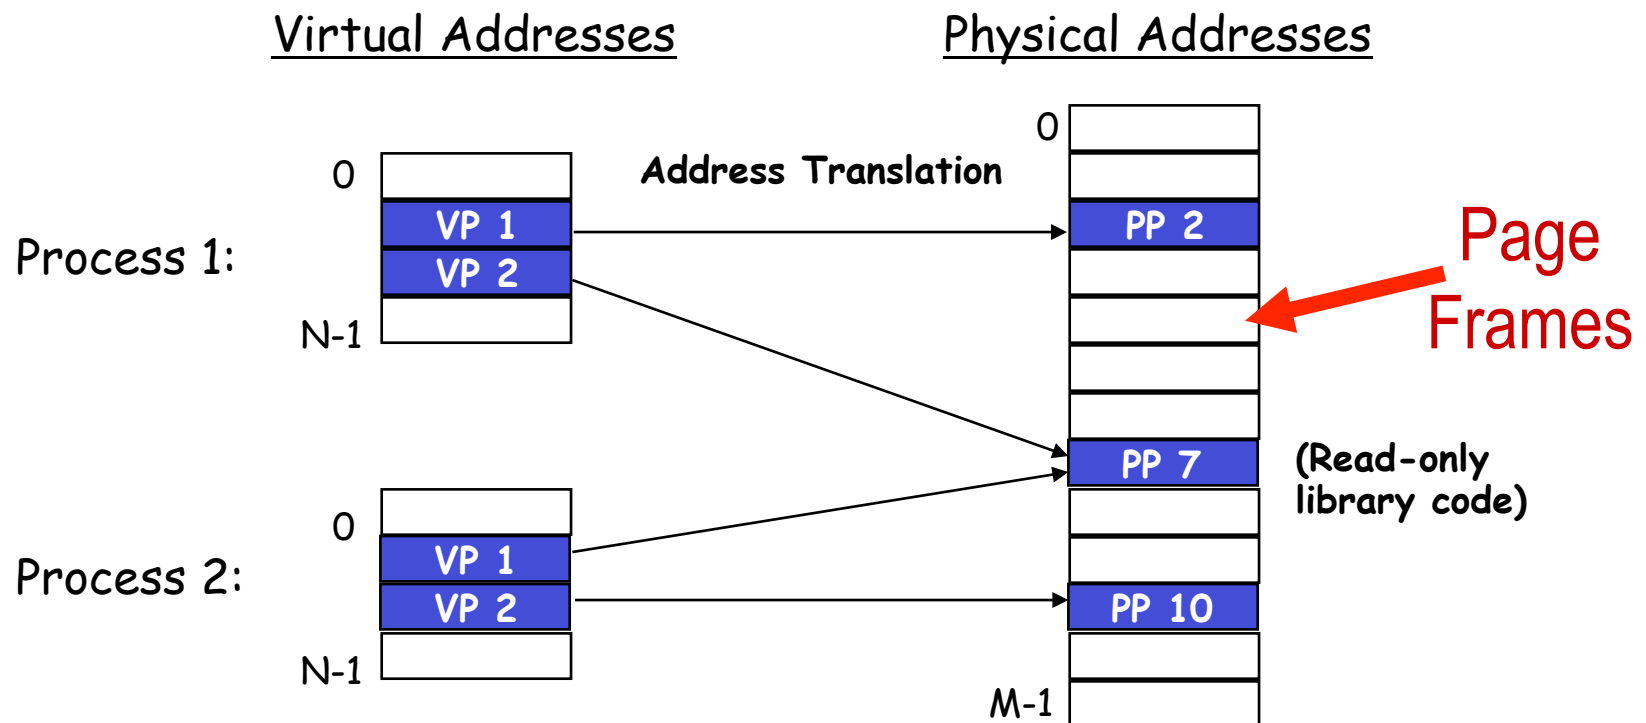 Virtual Addresses
Physical Addresses
0
0
Address Translation
VP 1
PP 2
Process 1:
VP 2
Page
Frames
N-1
PP 7
(Read-only
library code)
0
VP 1
Process 2:
VP 2
PP 10
N-1
M-1